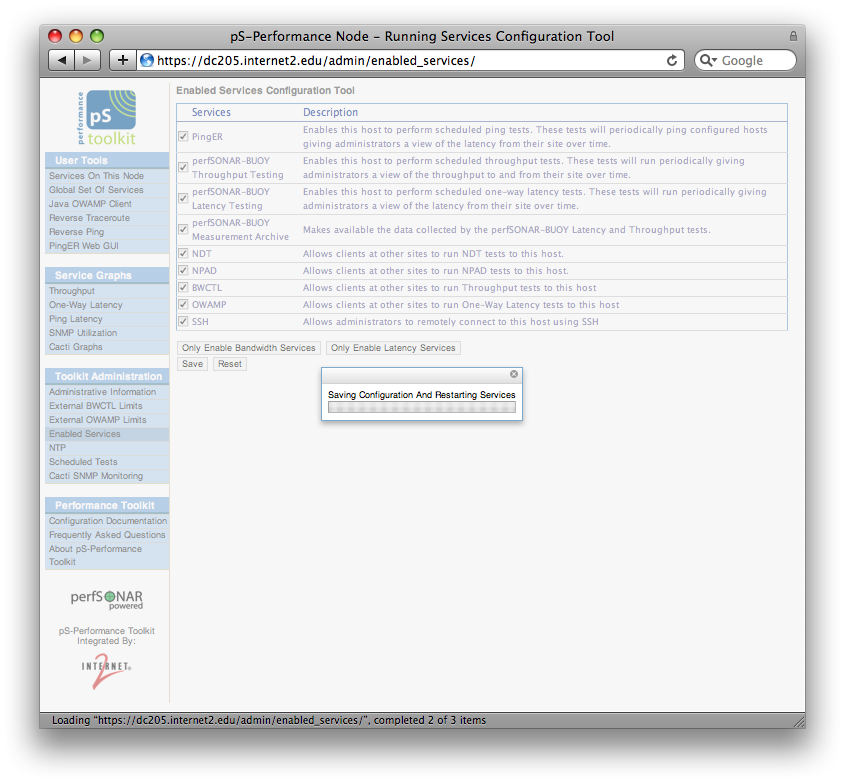 pS-Performance Node - Running Services Configuration Tool
https://dc205.internet2.edu/admin/enabled_services/
Google
performance
pS
toolkit
User Tools
Services On This Node
Global Set Of Services
Java OWAMP Client
Reverse Traceroute
Reverse Ping
PingER Web GUI
Service Graphs
Throughput
One-Way Latency
Ping Latency
SNMP Utilization
Cacti Graphs
Toolkit Administration
Administrative Information
External BWCTL Limits
External OWAMP Limits
Enabled Services
NTP
Scheduled Tests
Cacti SNMP Monitoring
Performance Toolkit
Configuration Documentation
Frequently Asked Questions
About pS-Performance
Toolkit
perfSONAR
powered
pS-Performance Toolkit
Integrated By:
INTERNET
2
Enabled Services Configuration Tool
Services Description
PingER Enables this host to perform scheduled ping tests. These tests will periodically ping configured hosts
giving administrators a view of the latency from their site over time.
perfSONAR-BUOY Enables this host to perform scheduled throughput tests. These tests will run periodically giving
Throughput Testing administrators a view of the throughput to and from their site over time.
perfSONAR-BUOY Enables this host to perform scheduled one-way latency tests. These tests will run periodically giving
Latency Testing administrators a view of the latency from their site over time.
perfSONAR-BUOY
Measurement Archive Makes available the data collected by the perfSONAR-BUOY Latency and Throughput tests.
NDT Allows clients at other sites to run NDT tests to this host.
NPAD Allows clients at other sites to run NPAD tests to this host.
BWCTL Allows clients at other sites to run Throughput tests to this host
OWAMP Allows clients at other sites to run One-Way Latency tests to this host
SSH Allows administrators to remotely connect to this host using SSH
Only Enable Bandwidth Services Only Enable Latency Services
Save Reset
Saving Configuration And Restarting Services
Loading "https://dc205.internet2.edu/admin/enabled_services/", completed 2 of 3 items